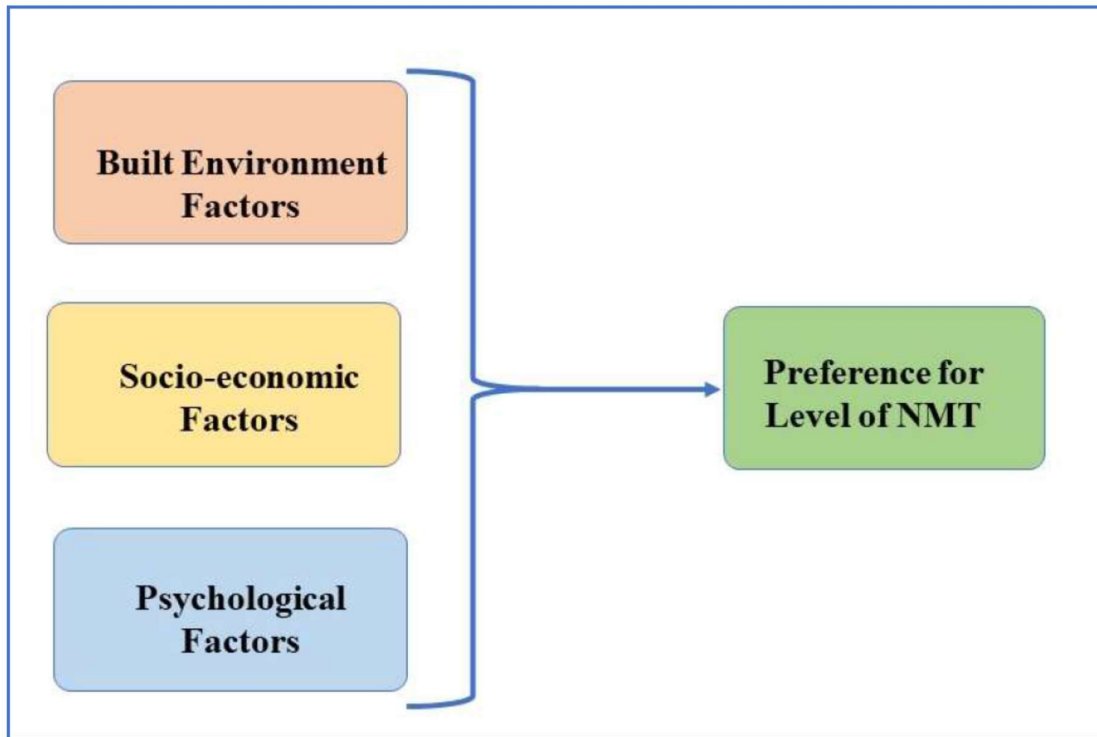 Built Environment
Factors
Socio-economic
Factors
Preference for
Level of NMT
Psychological
Factors